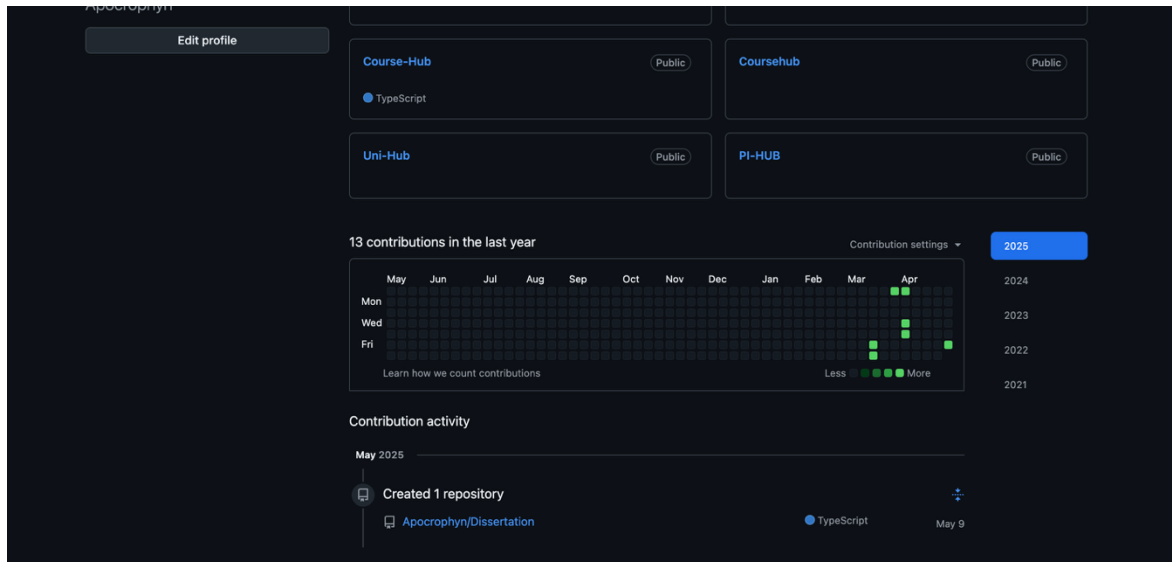 Apocrophyn
Edit profile
Course-Hub Public
TypeScript
Coursehub Public
Uni-Hub Public
PI-HUB Public
13 contributions in the last year
Contribution settings
2025
2024
2023
2022
2021
May Jun Jul Aug Sep Oct Nov Dec Jan Feb Mar Apr
Mon
Wed
Fri
Learn how we count contributions
Less More
Contribution activity
May 2025
Created 1 repository
Apocrophyn/Dissertation TypeScript May 9